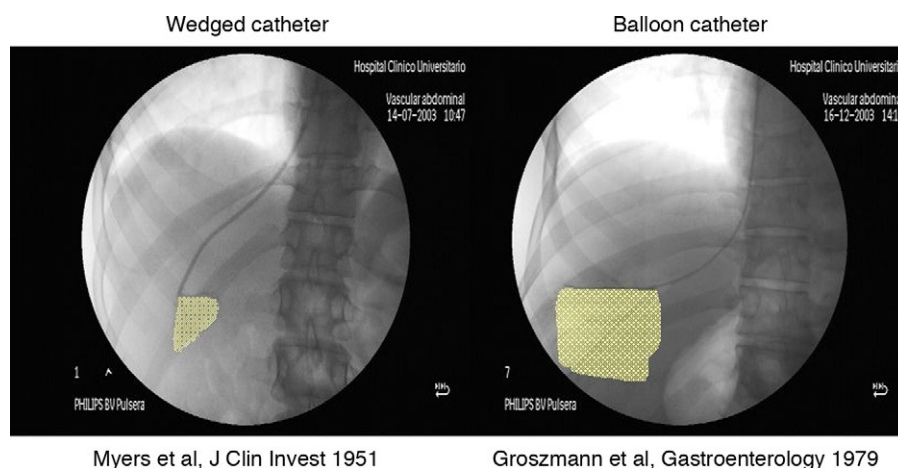 Wedged catheter
Balloon catheter
Hospital Clinico Universitario
Vascular abdominal
14-07-2003 10:47
1
PHILIPS BV Pulsera
Hospital Clinico Universitari
Vascular abdominal
16-12-2003
7
PHILIPS BV Pulsera
Myers et al, J Clin Invest 1951
Groszmann et al, Gastroenterology 1979